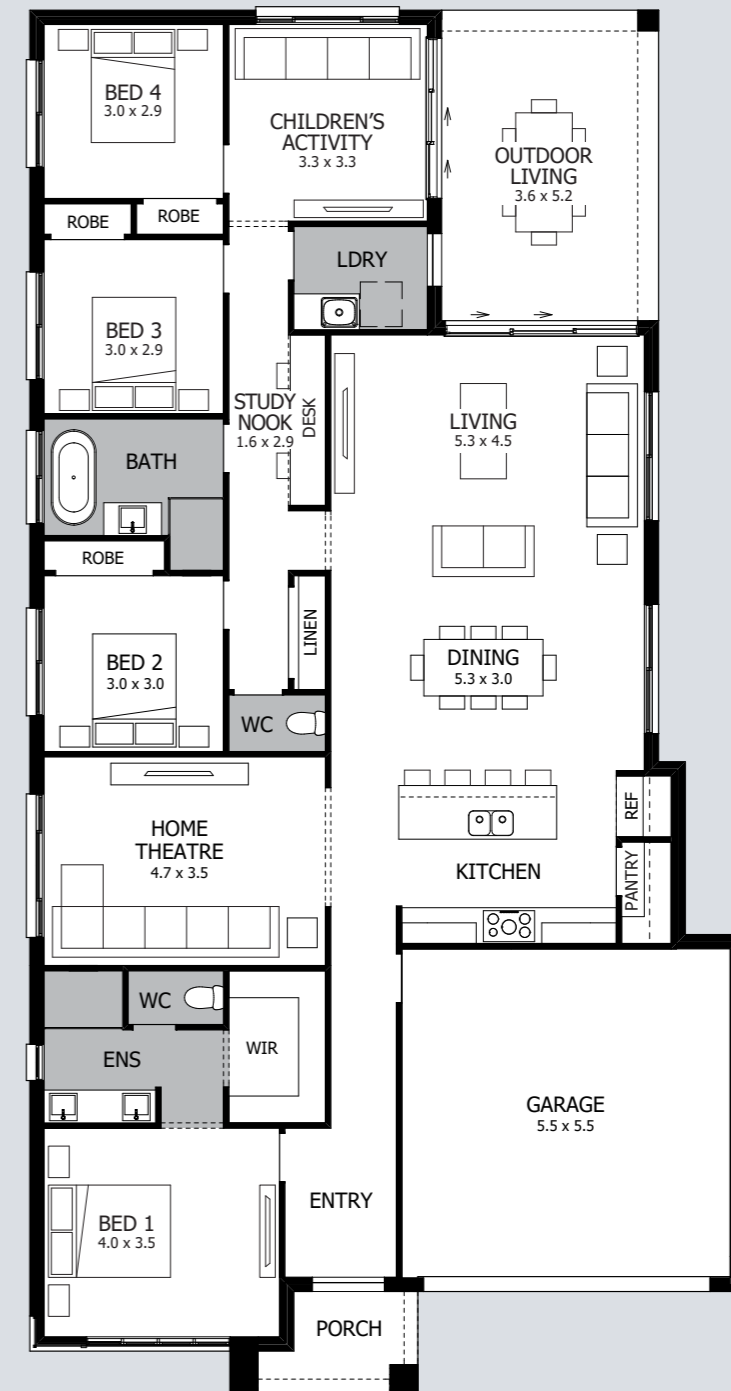 BED 4
3.0 x 2.9
CHILDREN'S
ACTIVITY
3.3 x 3.3
OUTDOOR
LIVING
3.6 x 5.2
ROBE
ROBE
LDRY
BED 3
3.0 x 2.9
STUDY
NOOK
1.6 x 2.9
DESK
LIVING
5.3 x 4.5
BATH
ROBE
LINEN
BED 2
3.0 x 3.0
DINING
5.3 x 3.0
WC
REF
HOME
THEATRE
4.7 x 3.5
KITCHEN
PANTRY
WC
ENS
WIR
GARAGE
5.5 x 5.5
BED 1
4.0 x 3.5
ENTRY
PORCH